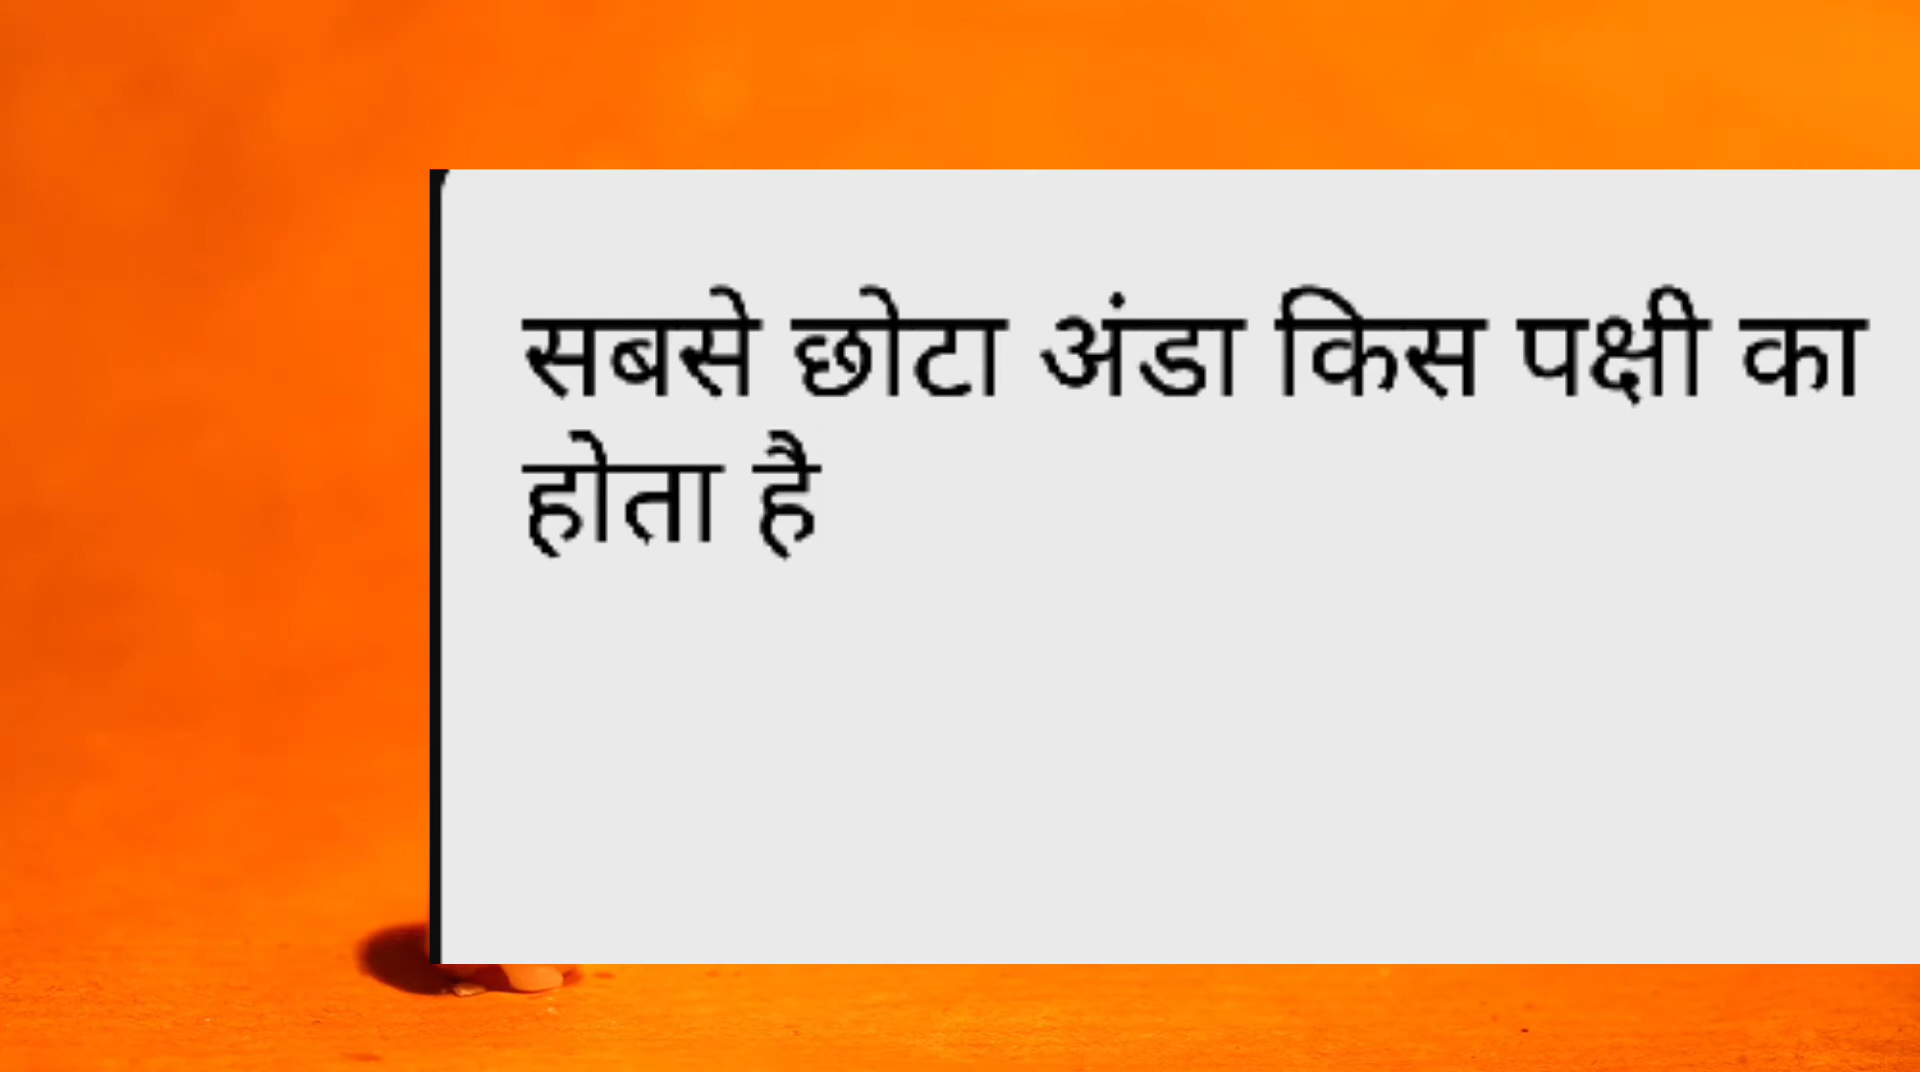 सबसे छोटा अंडा किस पक्षी का
होता है